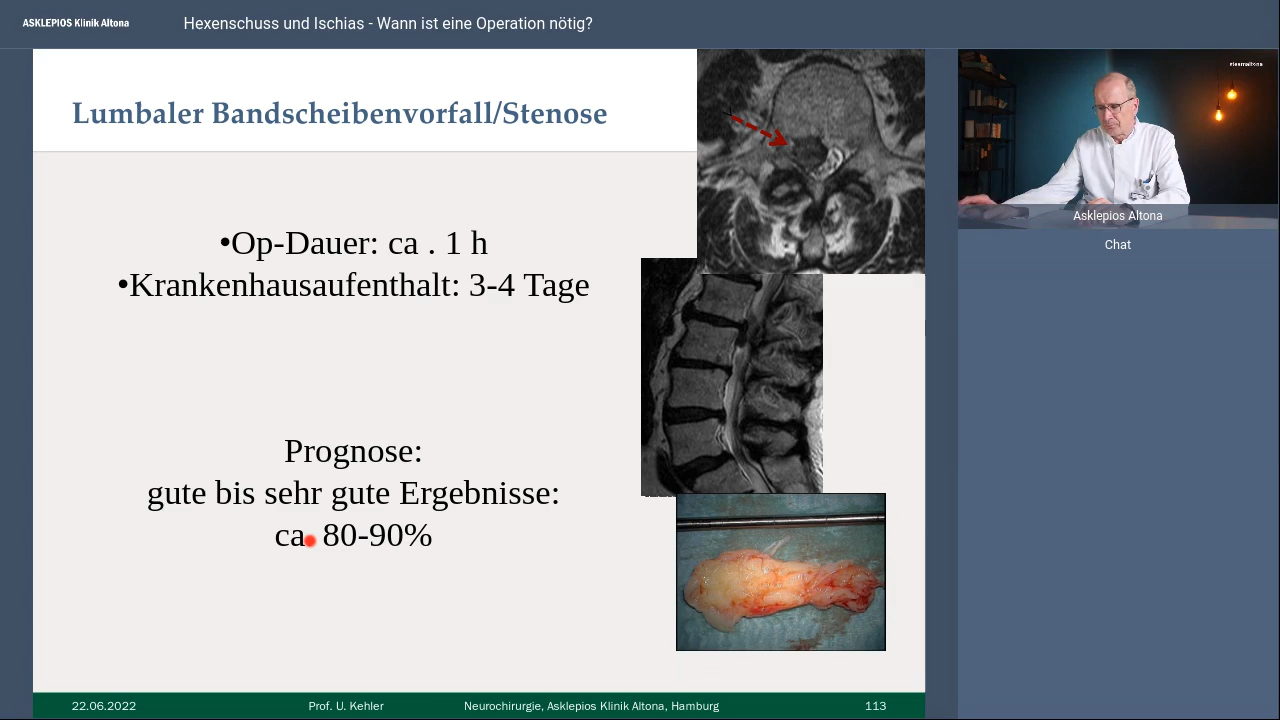 ASKLEPIOS Klinik Altona
Hexenschuss und Ischias - Wann ist eine Operation nötig?
Lumbaler Bandscheibenvorfall/Stenose
•Op-Dauer: ca . 1 h
•Krankenhausaufenthalt: 3-4 Tage
Prognose:
gute bis sehr gute Ergebnisse:
ca. 80-90%
22.06.2022
Prof. U. Kehler
Neurochirurgie, Asklepios Klinik Altona, Hamburg
113
#teamaltona
Asklepios Altona
Chat